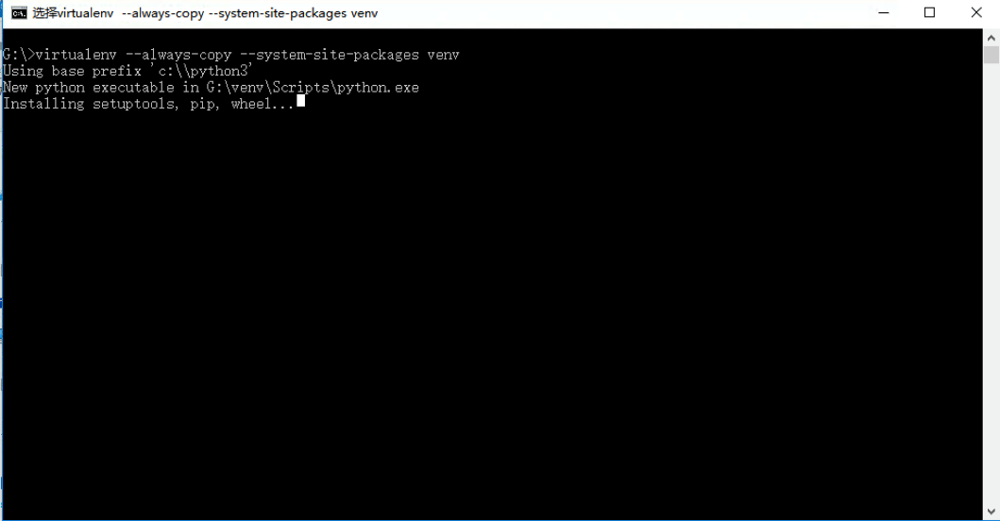 选择virtualenv  --always-copy --system-site-packages venv
G:\>virtualenv --always-copy --system-site-packages venv
Using base prefix 'c:\\python3'
New python executable in G:\venv\Scripts\python.exe
Installing setuptools, pip, wheel...